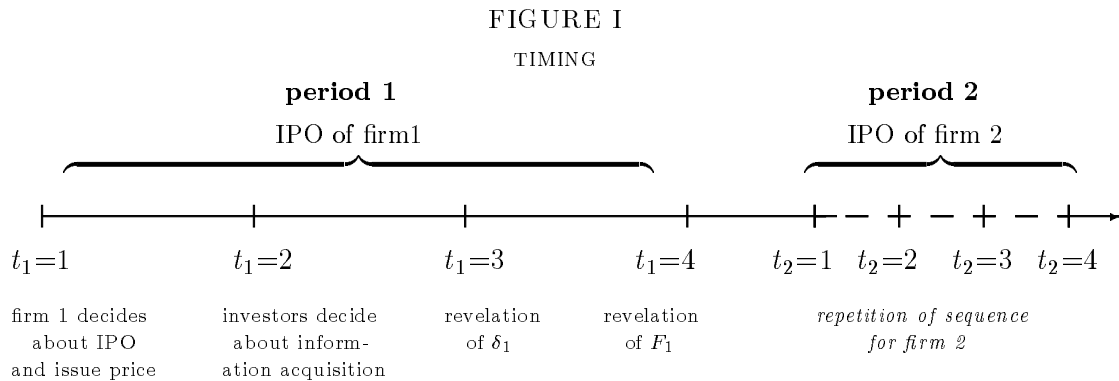 FIGURE I
TIMING
period 1
IPO of firm1
period 2
IPO of firm 2
t₁=1
t₁=2
t₁=3
t₁=4
t₂=1
t₂=2
t₂=3
t₂=4
firm 1 decides
about IPO
and issue price
investors decide
about inform-
ation acquisition
revelation
of δ₁
revelation
of F₁
repetition of sequence
for firm 2